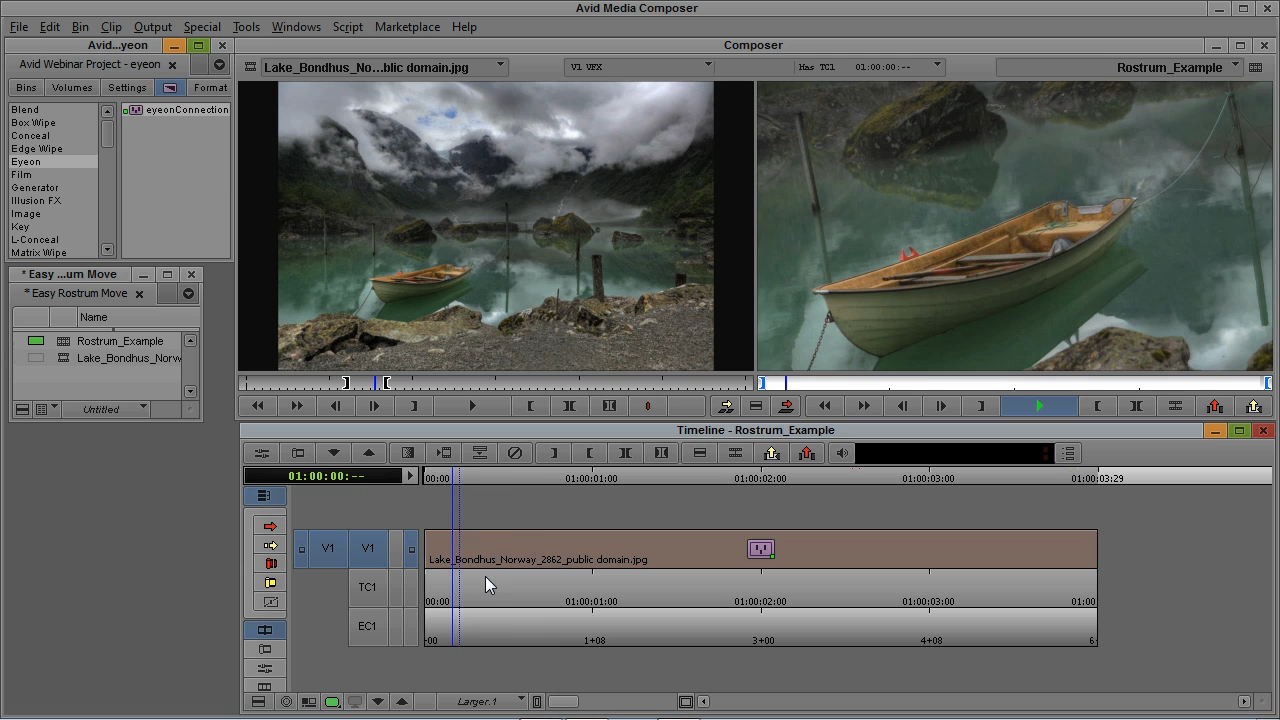 Avid Media Composer
File Edit Bin Clip Output Special Tools Windows Script Marketplace Help
Avid...yeon
Composer
Avid Webinar Project - eyeon
Lake_Bondhus_No...blic domain.jpg
V1 VFX
Has TC1 01:00:00:--
Rostrum_Example
Bins Volumes Settings Format
Blend
Box Wipe
Conceal
Edge Wipe
Eyeon
Film
Generator
Illusion FX
Image
Key
L-Conceal
Matrix Wipe
eyeonConnection
* Easy ...um Move
* Easy Rostrum Move
Name
Rostrum_Example
Lake_Bondhus_Norw
Untitled
Timeline - Rostrum_Example
01:00:00:--
00:00 01:00:01:00 01:00:02:00 01:00:03:00 01:00:03:29
V1 V1
Lake_Bondhus_Norway_2862_public domain.jpg
TC1
00:00 01:00:01:00 01:00:02:00 01:00:03:00 01:00
EC1
-00 1+08 3+00 4+08 6-
Larger:1